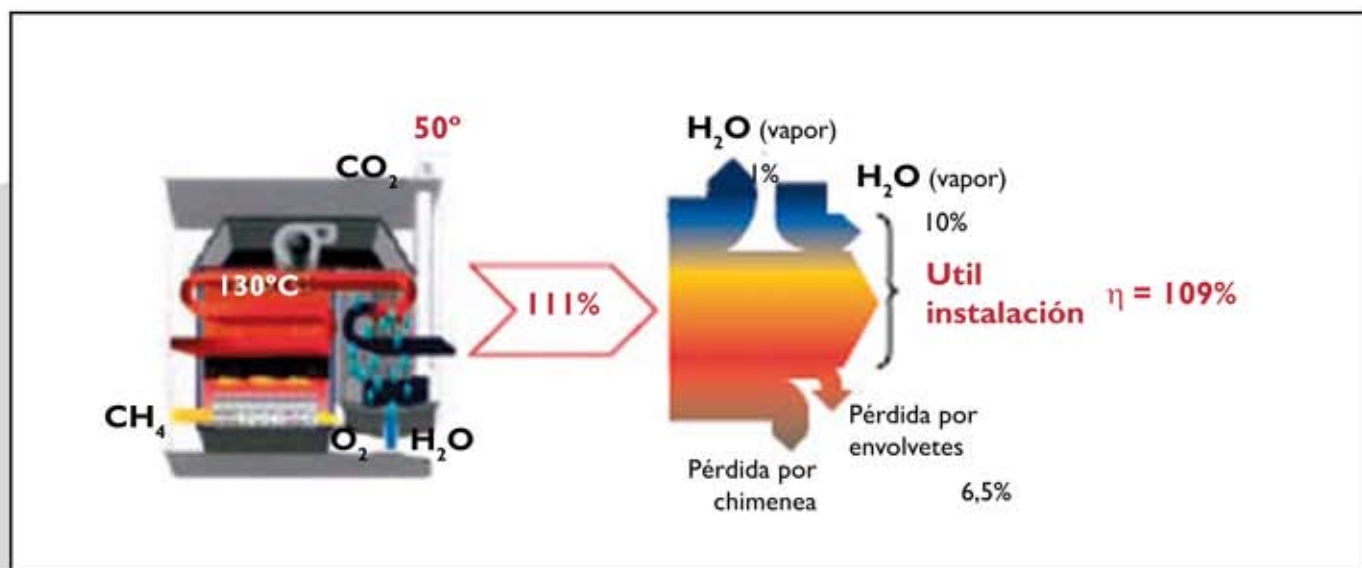 50º
CO₂
130ºC
CH₄
O₂
H₂O
111%
H₂O (vapor)
1%
H₂O (vapor)
10%
Util
instalación
η = 109%
Pérdida por
envolvetes
6,5%
Pérdida por
chimenea